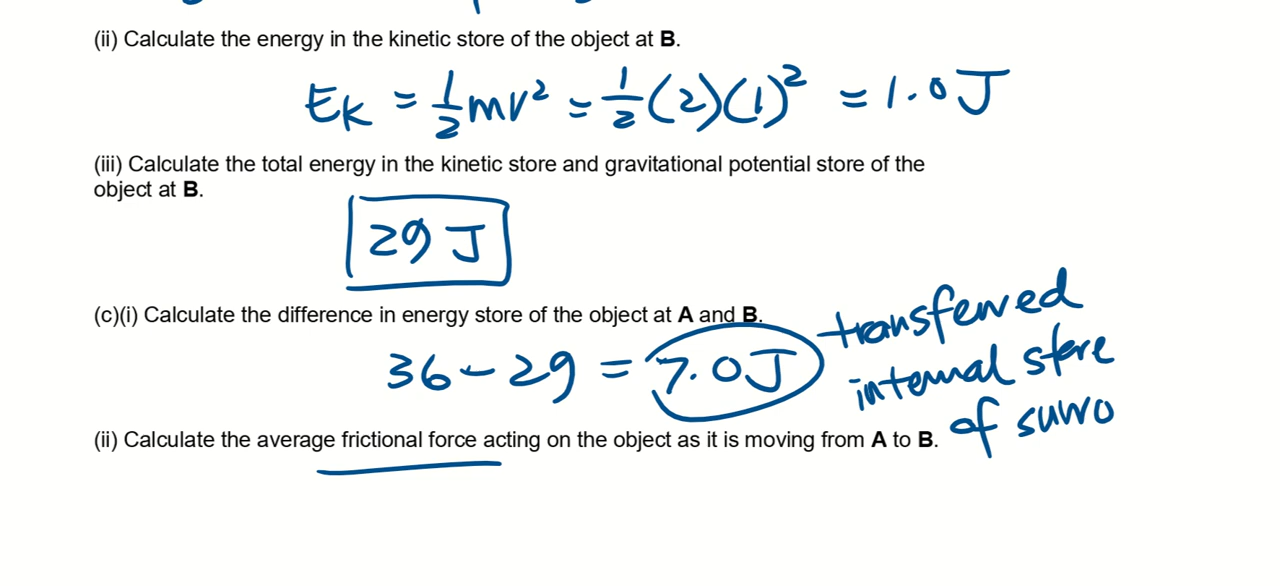 (ii) Calculate the energy in the kinetic store of the object at B.
EK = 1/2 mv² = 1/2 (2)(1)² = 1.0 J
(iii) Calculate the total energy in the kinetic store and gravitational potential store of the
object at B.
29 J
(c)(i) Calculate the difference in energy store of the object at A and B.
36 - 29 = 7.0 J
transferred
internal store
of surro
(ii) Calculate the average frictional force acting on the object as it is moving from A to B.